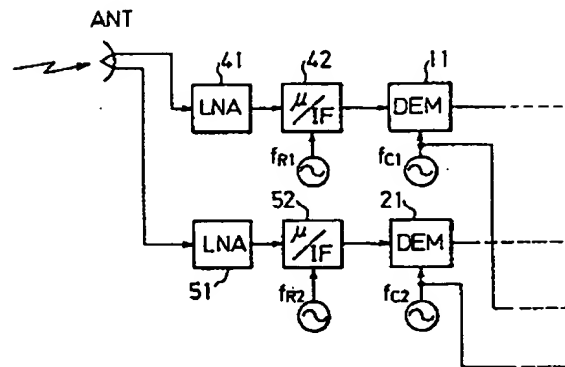 ANT
41
42
11
LNA
μ/IF
DEM
fR1
fC1
52
21
LNA
μ/IF
DEM
51
fR2
fC2